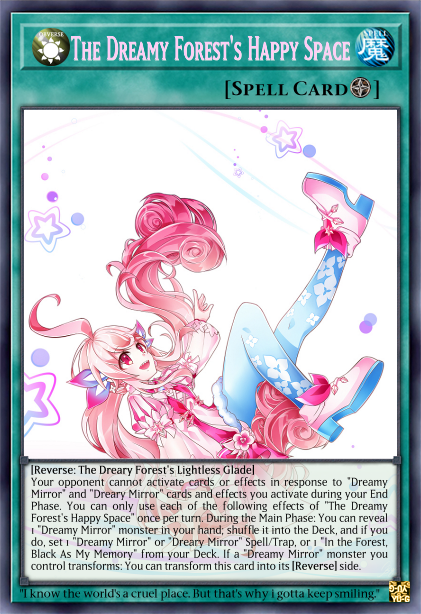 REVERSE
The Dreamy Forest's Happy Space
SPELL
魔
[Spell Card]
[Reverse: The Dreary Forest's Lightless Glade]
Your opponent cannot activate cards or effects in response to "Dreamy
Mirror" and "Dreary Mirror" cards and effects you activate during your End
Phase. You can only use each of the following effects of "The Dreamy
Forest's Happy Space" once per turn. During the Main Phase: You can reveal
1 "Dreamy Mirror" monster in your hand; shuffle it into the Deck, and if you
do, set 1 "Dreamy Mirror" or "Dreary Mirror" Spell/Trap, or 1 "In the Forest,
Black As My Memory" from your Deck. If a "Dreamy Mirror" monster you
control transforms: You can transform this card into its [Reverse] side.
"I know the world's a cruel place. But that's why i gotta keep smiling."